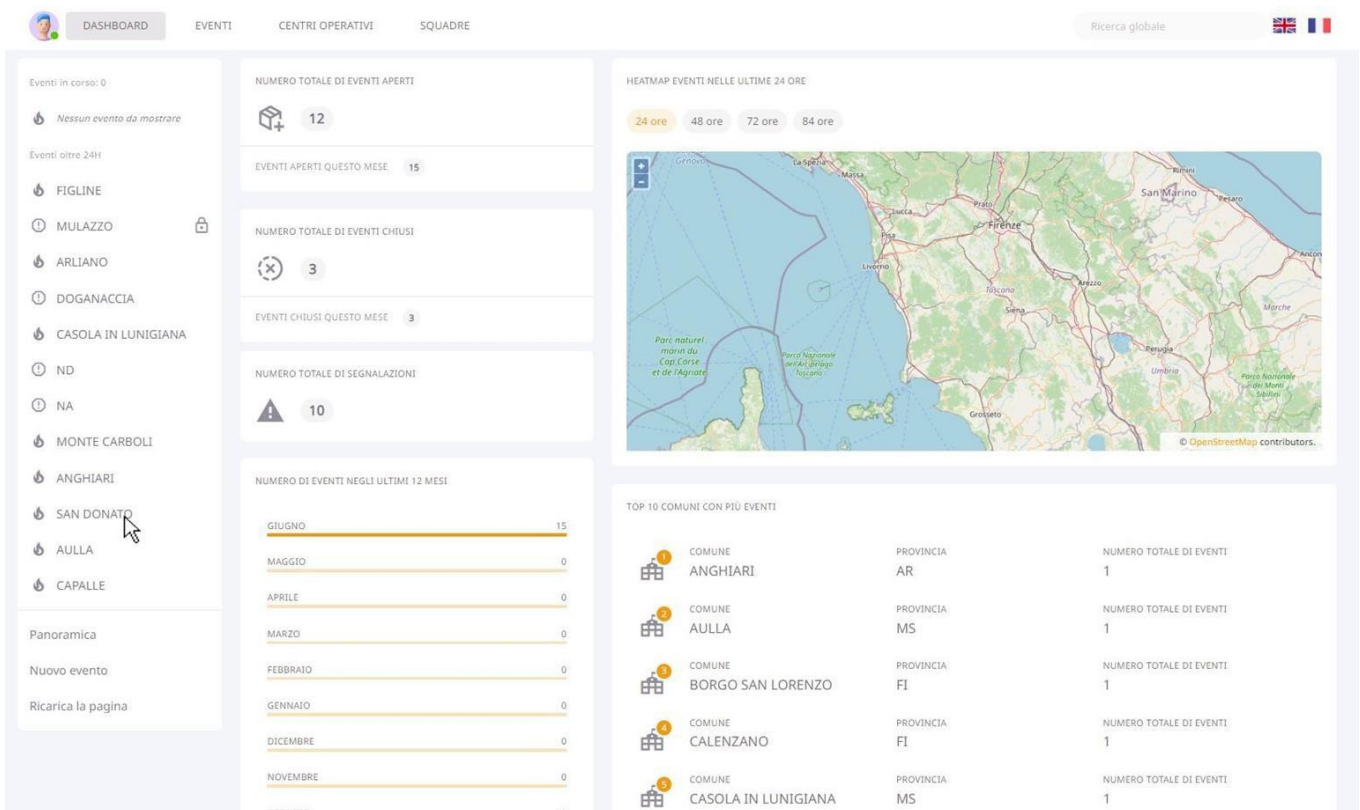 DASHBOARD
EVENTI
CENTRI OPERATIVI
SQUADRE
Ricerca globale
Eventi in corso: 0
Nessun evento da mostrare
Eventi oltre 24H
FIGLINE
MULAZZO
ARLIANO
DOGANACCIA
CASOLA IN LUNIGIANA
ND
NA
MONTE CARBOLI
ANGHIARI
SAN DONATO
AULLA
CAPALLE
Panoramica
Nuovo evento
Ricarica la pagina
NUMERO TOTALE DI EVENTI APERTI
12
EVENTI APERTI QUESTO MESE 15
NUMERO TOTALE DI EVENTI CHIUSI
3
EVENTI CHIUSI QUESTO MESE 3
NUMERO TOTALE DI SEGNALAZIONI
10
NUMERO DI EVENTI NEGLI ULTIMI 12 MESI
GIUGNO 15
MAGGIO 0
APRILE 0
MARZO 0
FEBBRAIO 0
GENNAIO 0
DICEMBRE 0
NOVEMBRE 0
HEATMAP EVENTI NELLE ULTIME 24 ORE
24 ore 48 ore 72 ore 84 ore
+
−
Genova
La Spezia
Massa
Rimini
San Marino
Pesaro
Prato
Lucca
Firenze
Pisa
Livorno
Ancon
Arezzo
Toscana
Siena
Marche
Parc naturel
marin du
Cap Corse
et de l'Agriate
Parco Nazionale
dell'Arcipelago
Toscano
Perugia
Umbria
Parco Nazionale
dei Monti
Sibillini
Grosseto
© OpenStreetMap contributors.
TOP 10 COMUNI CON PIÙ EVENTI
1
COMUNE PROVINCIA NUMERO TOTALE DI EVENTI
ANGHIARI AR 1
2
COMUNE PROVINCIA NUMERO TOTALE DI EVENTI
AULLA MS 1
3
COMUNE PROVINCIA NUMERO TOTALE DI EVENTI
BORGO SAN LORENZO FI 1
4
COMUNE PROVINCIA NUMERO TOTALE DI EVENTI
CALENZANO FI 1
5
COMUNE PROVINCIA NUMERO TOTALE DI EVENTI
CASOLA IN LUNIGIANA MS 1